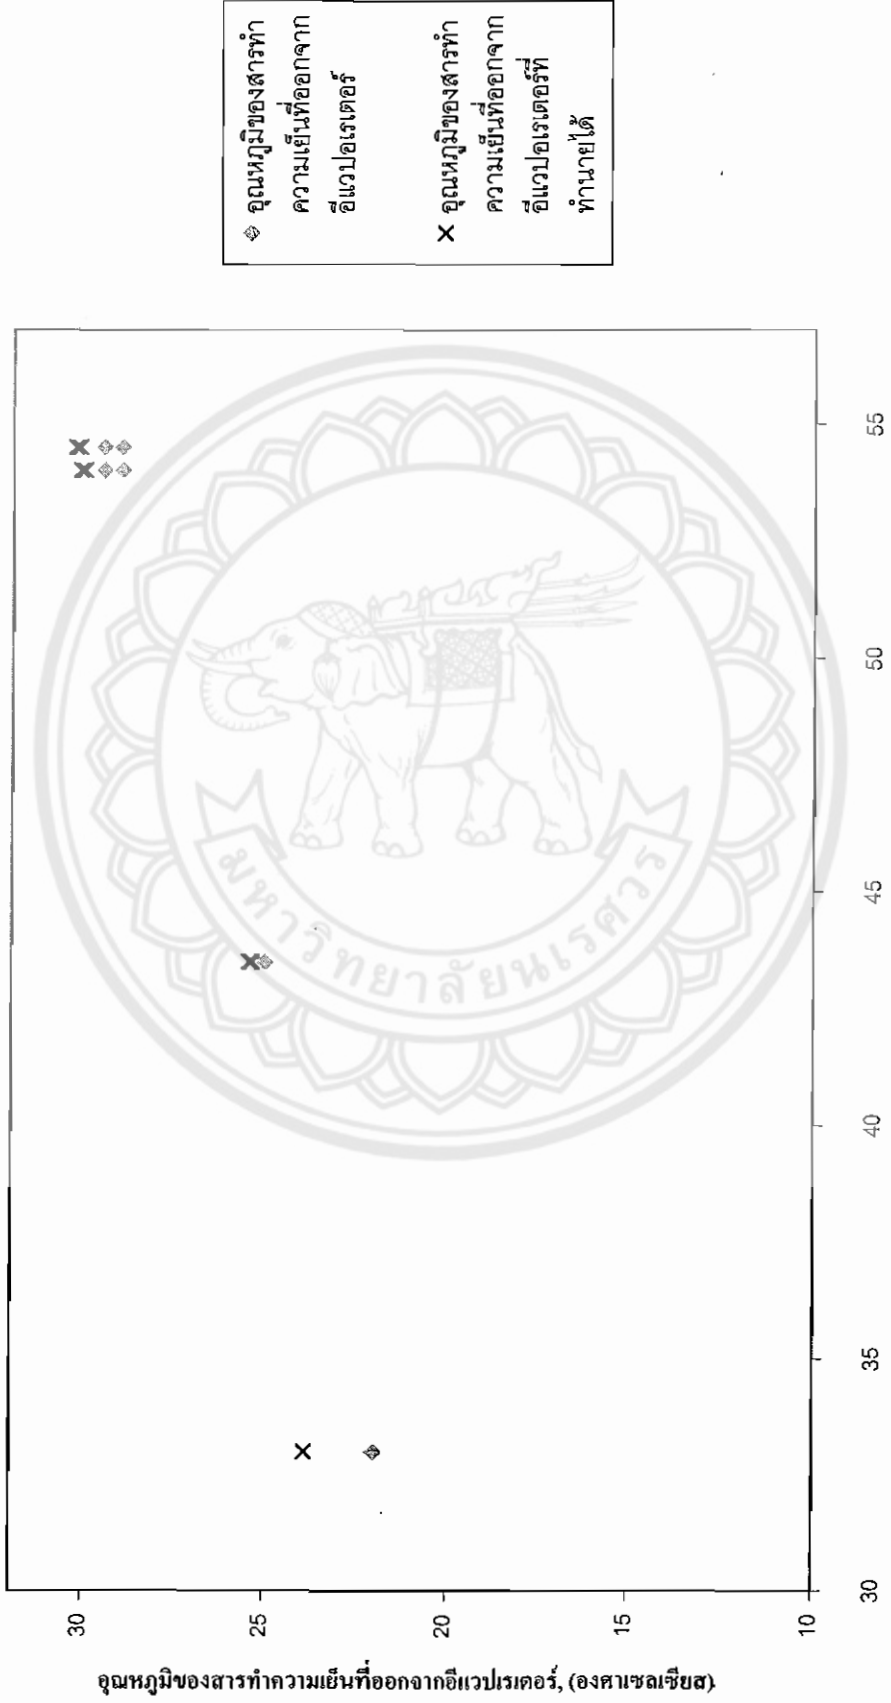 อุณหภูมิของสารทำ
ความเย็นที่ออกจาก
อีแวปอเรเตอร์
อุณหภูมิของสารทำ
ความเย็นที่ออกจาก
อีแวปอเรเตอร์ที่
ทำนายได้
30
25
20
15
10
30
35
40
45
50
55
อุณหภูมิของสารทำความเย็นที่ออกจากอีแวปเรเตอร์, (องศาเซลเซียส)
มหาวิทยาลัยนเรศวร